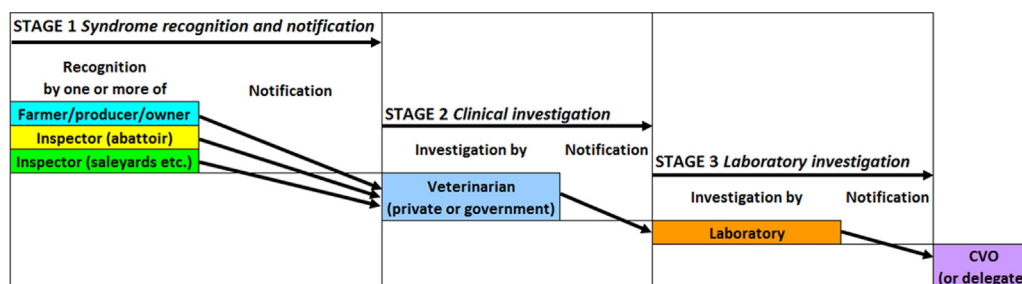 STAGE 1 Syndrome recognition and notification
Recognition
by one or more of
Notification
Farmer/producer/owner
Inspector (abattoir)
Inspector (saleyards etc.)
STAGE 2 Clinical investigation
Investigation by
Notification
Veterinarian
(private or government)
STAGE 3 Laboratory investigation
Investigation by
Notification
Laboratory
CVO
(or delegate